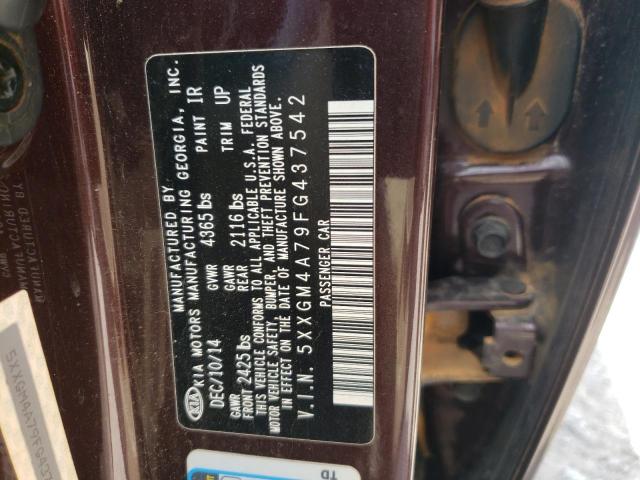 MANUFACTURED BY
KIA KIA MOTORS MANUFACTURING GEORGIA, INC.
DEC/10/14 GVWR 4365 lbs PAINT IR
GAWR GAWR
FRONT 2425 lbs REAR 2116 lbs TRIM UP
THIS VEHICLE CONFORMS TO ALL APPLICABLE U.S.A. FEDERAL
MOTOR VEHICLE SAFETY, BUMPER, AND THEFT PREVENTION STANDARDS
IN EFFECT ON THE DATE OF MANUFACTURE SHOWN ABOVE.
V.I.N. 5XXGM4A79FG437542
PASSENGER CAR